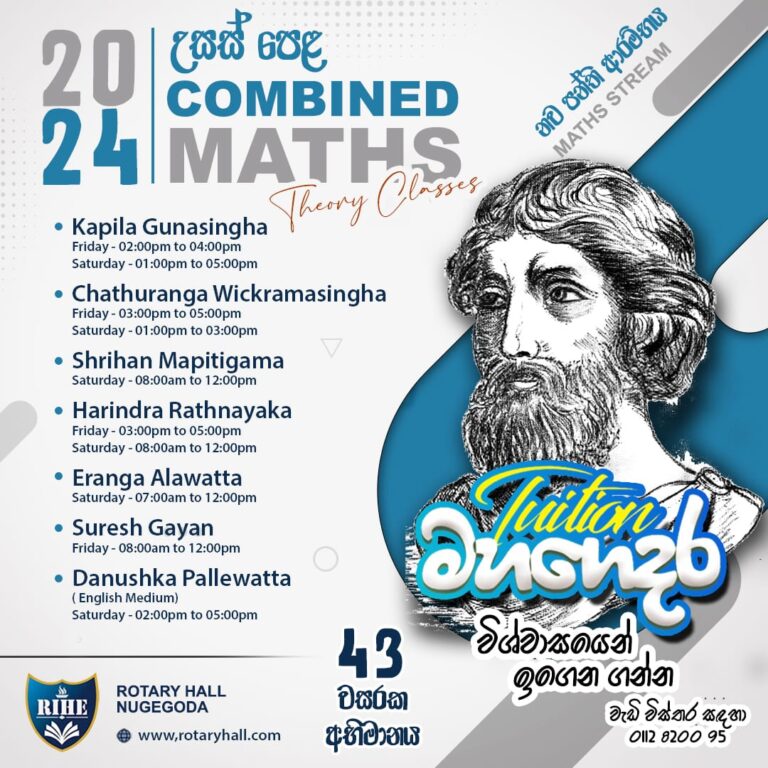 2024
උසස් පෙළ
COMBINED
MATHS
Theory Classes
නව පන්ති ආරම්භය
MATHS STREAM
• Kapila Gunasingha
Friday - 02:00pm to 04:00pm
Saturday - 01:00pm to 05:00pm
• Chathuranga Wickramasingha
Friday - 03:00pm to 05:00pm
Saturday - 01:00pm to 03:00pm
• Shrihan Mapitigama
Saturday - 08:00am to 12:00pm
• Harindra Rathnayaka
Friday - 03:00pm to 05:00pm
Saturday - 08:00am to 12:00pm
• Eranga Alawatta
Saturday - 07:00am to 12:00pm
• Suresh Gayan
Friday - 08:00am to 12:00pm
• Danushka Pallewatta
( English Medium)
Saturday - 02:00pm to 05:00pm
Tuition
මහගෙදර
විශ්වාසයෙන්
ඉගෙන ගන්න
වැඩි විස්තර සඳහා
0112 8200 95
43
වසරක
අභිමානය
RIHE
ROTARY HALL
NUGEGODA
www.rotaryhall.com